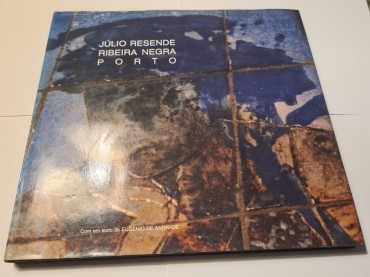 JÚLIO RESENDE
RIBEIRA NEGRA
PORTO
Com um texto de EUGÉNIO DE ANDRADE